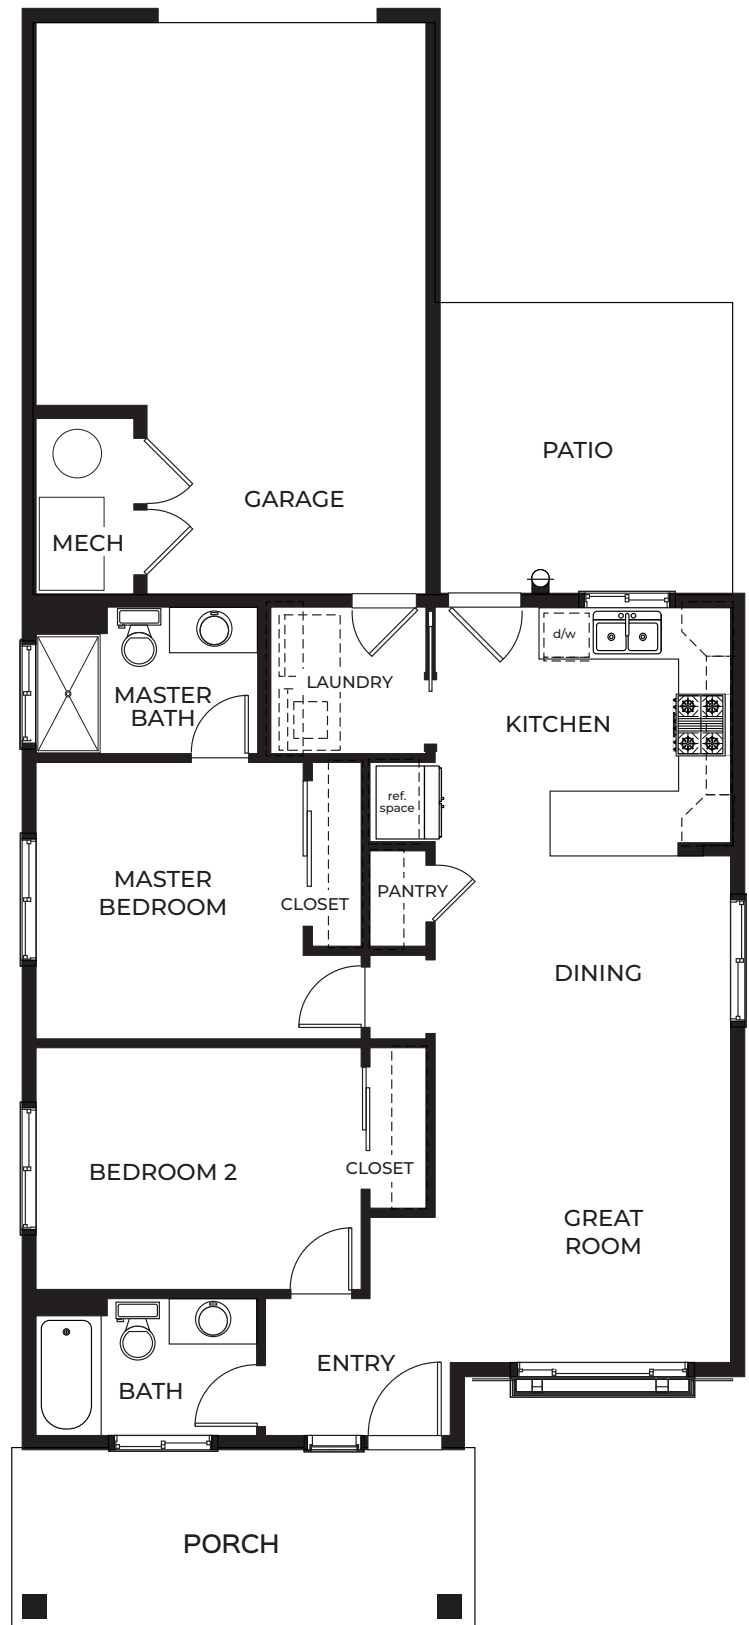 PATIO
GARAGE
MECH
d/w
LAUNDRY
MASTER
BATH
KITCHEN
ref.
space
MASTER
BEDROOM
PANTRY
CLOSET
DINING
BEDROOM 2
CLOSET
GREAT
ROOM
ENTRY
BATH
PORCH